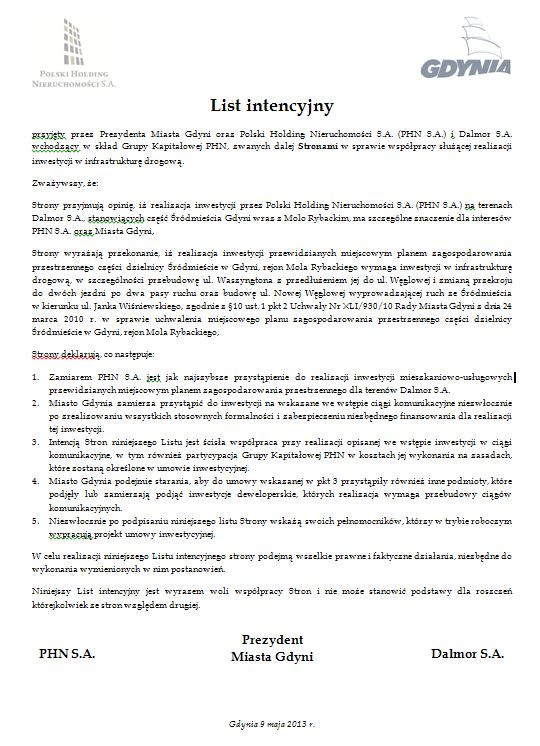 POLSKI HOLDING
NIERUCHOMOŚCI S.A.
GDYNIA
List intencyjny
przyjęty przez Prezydenta Miasta Gdyni oraz Polski Holding Nieruchomości S.A. (PHN S.A.) i Dalmor S.A.
wchodzący w skład Grupy Kapitałowej PHN, zwanych dalej Stronami w sprawie współpracy służącej realizacji
inwestycji w infrastrukturę drogową.
Zważywszy, że:
Strony przyjmują opinię, iż realizacja inwestycji przez Polski Holding Nieruchomości S.A. (PHN S.A.) na terenach
Dalmor S.A., stanowiących część Śródmieścia Gdyni wraz z Molo Rybackim, ma szczególne znaczenie dla interesów
PHN S.A. oraz Miasta Gdyni,
Strony wyrażają przekonanie, iż realizacja inwestycji przewidzianych miejscowym planem zagospodarowania
przestrzennego części dzielnicy Śródmieście w Gdyni, rejon Mola Rybackiego wymaga inwestycji w infrastrukturę
drogową, w szczególności przebudowę ul. Waszyngtona z przedłużeniem jej do ul. Węglowej i zmianą przekroju
do dwóch jezdni po dwa pasy ruchu oraz budowę ul. Nowej Węglowej wyprowadzającej ruch ze Śródmieścia
w kierunku ul. Janka Wiśniewskiego, zgodnie z §10 ust. 1 pkt 2 Uchwały Nr XLI/930/10 Rady Miasta Gdyni z dnia 24
marca 2010 r. w sprawie uchwalenia miejscowego planu zagospodarowania przestrzennego części dzielnicy
Śródmieście w Gdyni, rejon Mola Rybackiego,
Strony deklarują, co następuje:
1. Zamiarem PHN S.A. jest jak najszybsze przystąpienie do realizacji inwestycji mieszkaniowo-usługowych
przewidzianych miejscowym planem zagospodarowania przestrzennego dla terenów Dalmor S.A.
2. Miasto Gdynia zamierza przystąpić do inwestycji na wskazane we wstępie ciągi komunikacyjne niezwłocznie
po zrealizowaniu wszystkich stosownych formalności i zabezpieczeniu niezbędnego finansowania dla realizacji
tej inwestycji.
3. Intencją Stron niniejszego Listu jest ścisła współpraca przy realizacji opisanej we wstępie inwestycji w ciągi
komunikacyjne, w tym również partycypacja Grupy Kapitałowej PHN w kosztach jej wykonania na zasadach,
które zostaną określone w umowie inwestycyjnej.
4. Miasto Gdynia podejmie starania, aby do umowy wskazanej w pkt 3 przystąpiły również inne podmioty, które
podjęły lub zamierzają podjąć inwestycje deweloperskie, których realizacja wymaga przebudowy ciągów
komunikacyjnych.
5. Niezwłocznie po podpisaniu niniejszego listu Strony wskażą swoich pełnomocników, którzy w trybie roboczym
wypracują projekt umowy inwestycyjnej.
W celu realizacji niniejszego Listu intencyjnego strony podejmą wszelkie prawne i faktyczne działania, niezbędne do
wykonania wymienionych w nim postanowień.
Niniejszy List intencyjny jest wyrazem woli współpracy Stron i nie może stanowić podstawy dla roszczeń
którejkolwiek ze stron względem drugiej.
PHN S.A.
Prezydent
Miasta Gdyni
Dalmor S.A.
Gdynia 9 maja 2013 r.